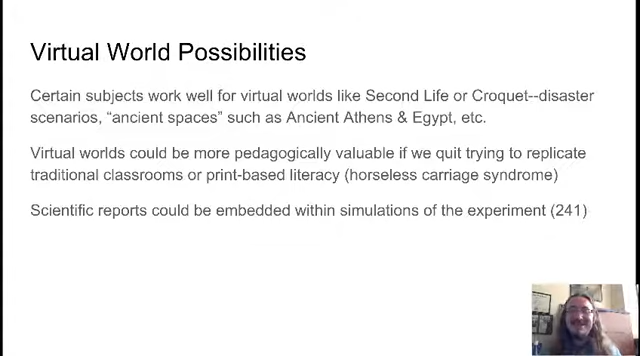 Virtual World Possibilities
Certain subjects work well for virtual worlds like Second Life or Croquet--disaster
scenarios, “ancient spaces” such as Ancient Athens & Egypt, etc.
Virtual worlds could be more pedagogically valuable if we quit trying to replicate
traditional classrooms or print-based literacy (horseless carriage syndrome)
Scientific reports could be embedded within simulations of the experiment (241)